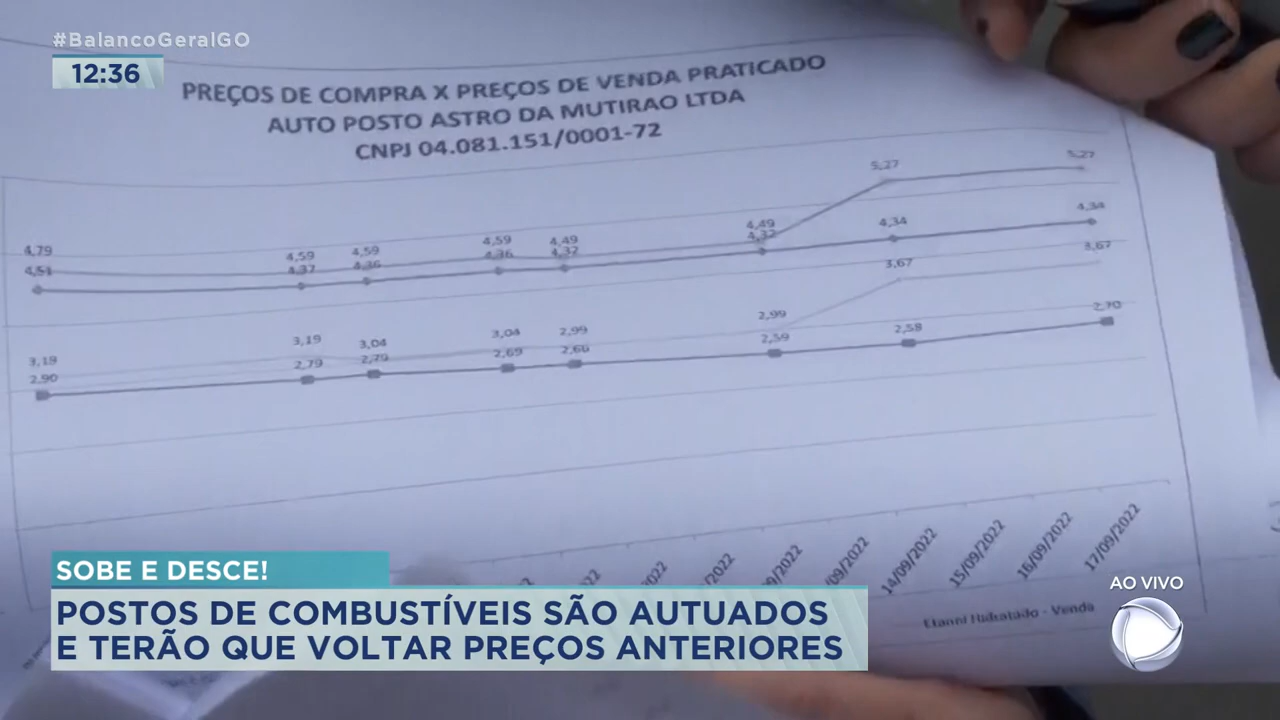 #BalancoGeralGO
12:36
PREÇOS DE COMPRA X PREÇOS DE VENDA PRATICADO
AUTO POSTO ASTRO DA MUTIRAO LTDA
CNPJ 04.081.151/0001-72
5,27 5,27
4,79 4,59 4,59 4,59 4,49 4,49
4,51 4,37 4,36 4,36 4,32 4,32 4,34 4,34
3,19 3,19 3,04 3,04 2,99 2,99 3,67 3,67
2,90 2,79 2,79 2,69 2,66 2,59 2,58 2,70
14/09/2022 15/09/2022 16/09/2022 17/09/2022
Etanol Hidratado - Venda
SOBE E DESCE!
POSTOS DE COMBUSTÍVEIS SÃO AUTUADOS
E TERÃO QUE VOLTAR PREÇOS ANTERIORES
AO VIVO